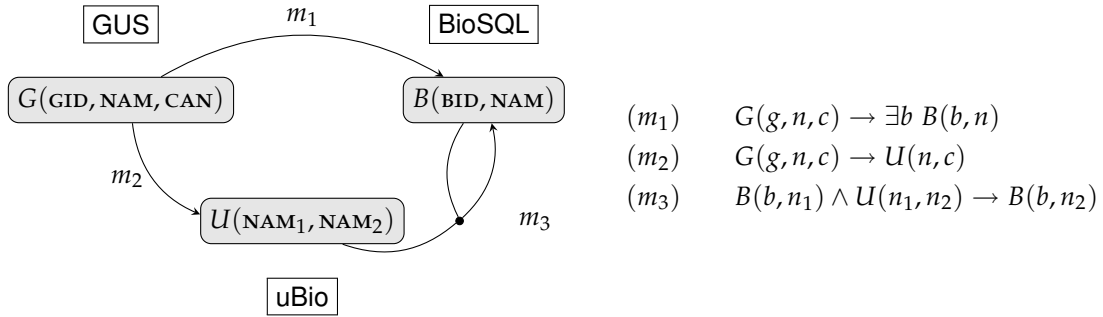 GUS
m₁
BioSQL
G(GID, NAM, CAN)
B(BID, NAM)
(m₁) G(g, n, c) → ∃b B(b, n)
(m₂) G(g, n, c) → U(n, c)
(m₃) B(b, n₁) ∧ U(n₁, n₂) → B(b, n₂)
m₂
U(NAM₁, NAM₂)
m₃
uBio